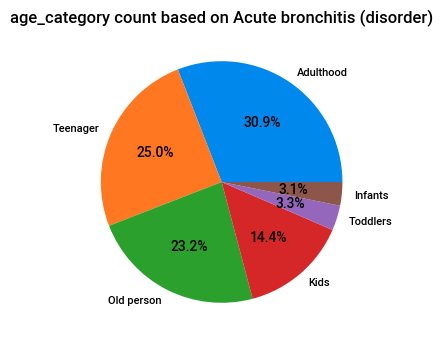 age_category count based on Acute bronchitis (disorder)
Adulthood
30.9%
Teenager
25.0%
Old person
23.2%
Kids
14.4%
Toddlers
3.3%
Infants
3.1%